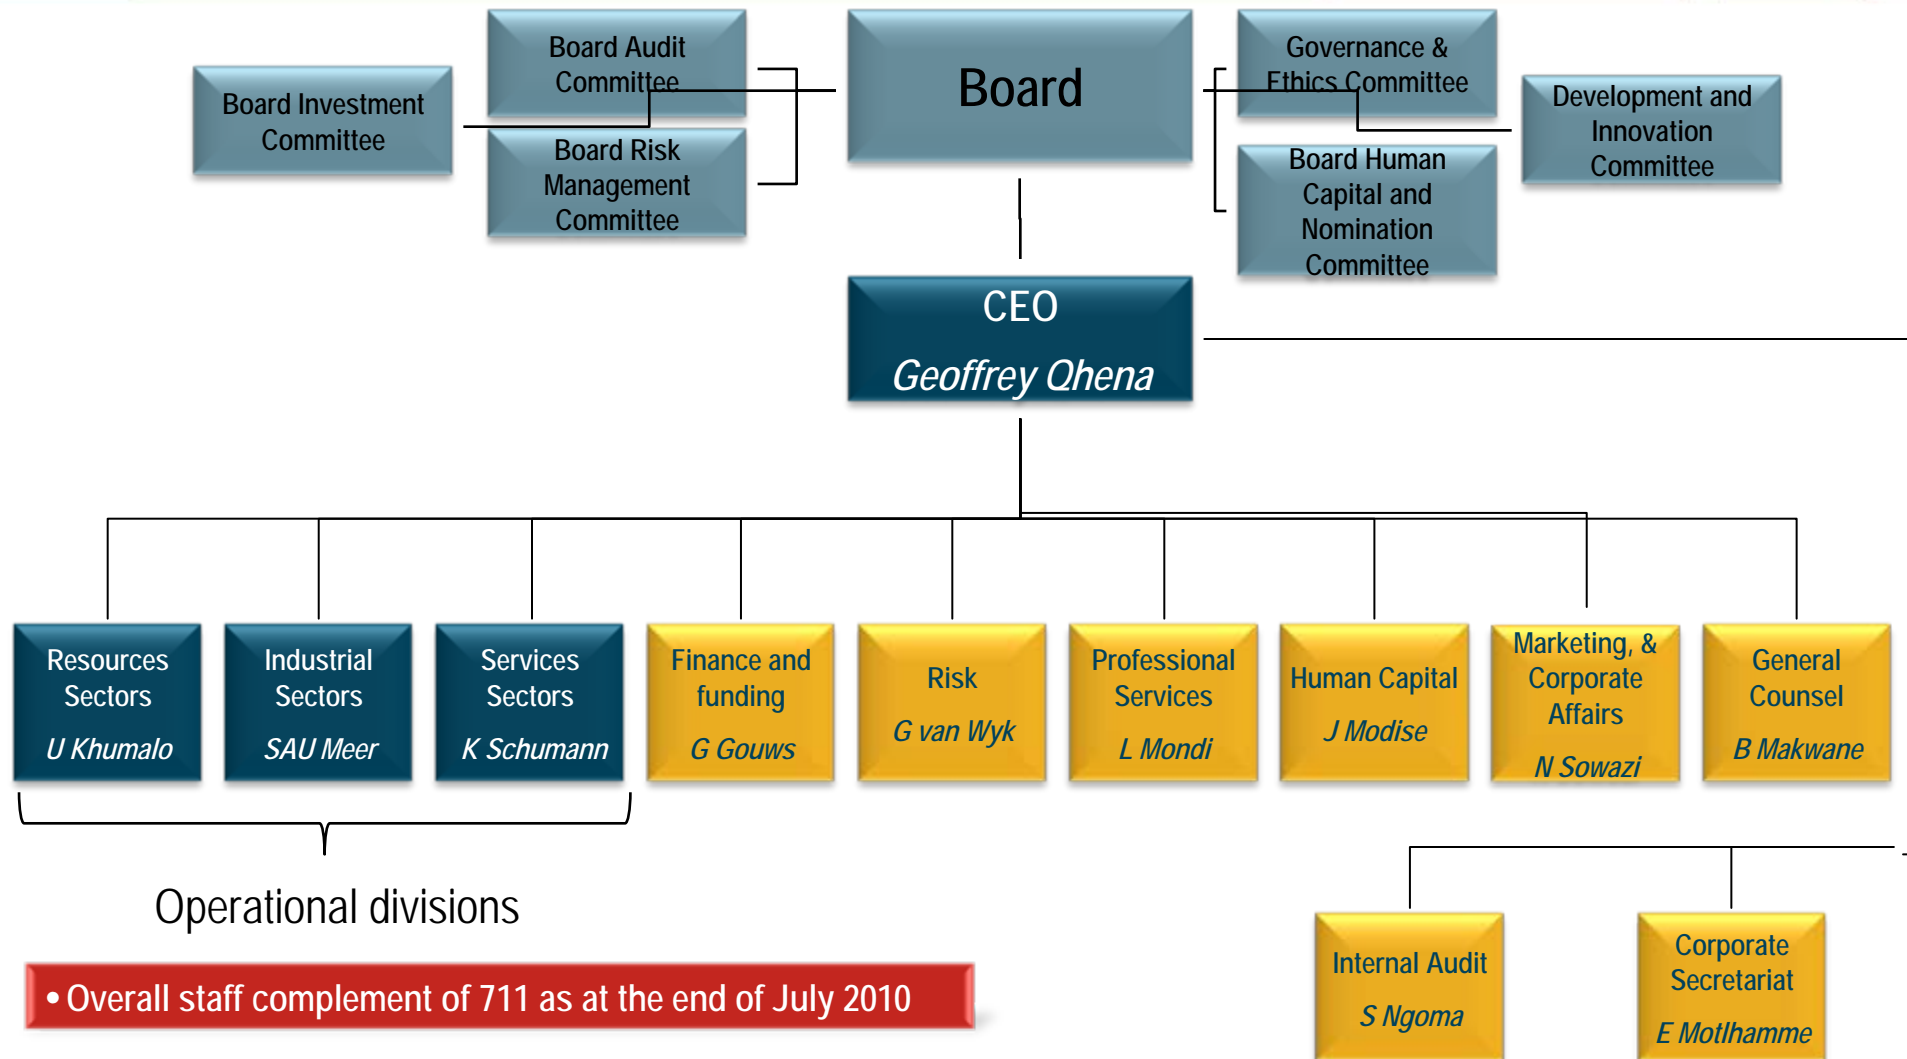 Board Audit
Committee
Board
Governance &
Ethics Committee
Board Investment
Committee
Development and
Innovation
Committee
Board Risk
Management
Committee
Board Human
Capital and
Nomination
Committee
CEO
Geoffrey Qhena
Resources
Sectors
U Khumalo
Industrial
Sectors
SAU Meer
Services
Sectors
K Schumann
Finance and
funding
G Gouws
Risk
G van Wyk
Professional
Services
L Mondi
Human Capital
J Modise
Marketing, &
Corporate
Affairs
N Sowazi
General
Counsel
B Makwane
Operational divisions
• Overall staff complement of 711 as at the end of July 2010
Internal Audit
S Ngoma
Corporate
Secretariat
E Motlhamme